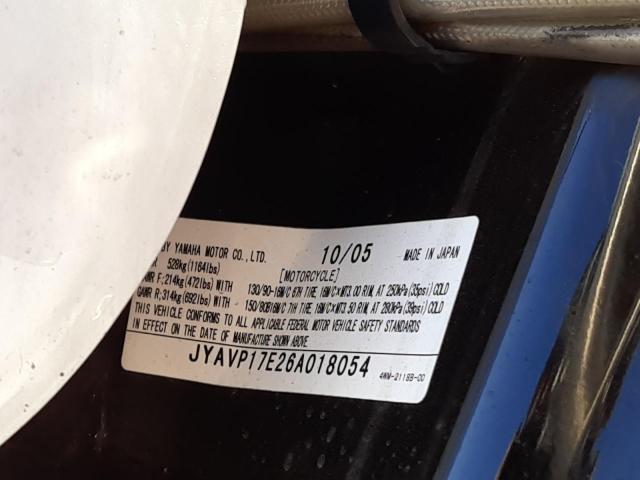 BY YAMAHA MOTOR CO., LTD. 10/05 MADE IN JAPAN
528kg(1164lbs) [MOTORCYCLE]
GAWR F:214kg(472lbs)WITH 130/90-16M/C 67H TIRE, 16M/C×MT3.00 RIM, AT 250kPa(35psi)COLD
GAWR R:314kg(692lbs)WITH 150/80B16M/C 71H TIRE, 16M/C×MT3.50 RIM, AT 280kPa(39psi)COLD
THIS VEHICLE CONFORMS TO ALL APPLICABLE FEDERAL MOTOR VEHICLE SAFETY STANDARDS
IN EFFECT ON THE DATE OF MANUFACTURE SHOWN ABOVE.
JYAVP17E26A018054 4WM-2118B-00